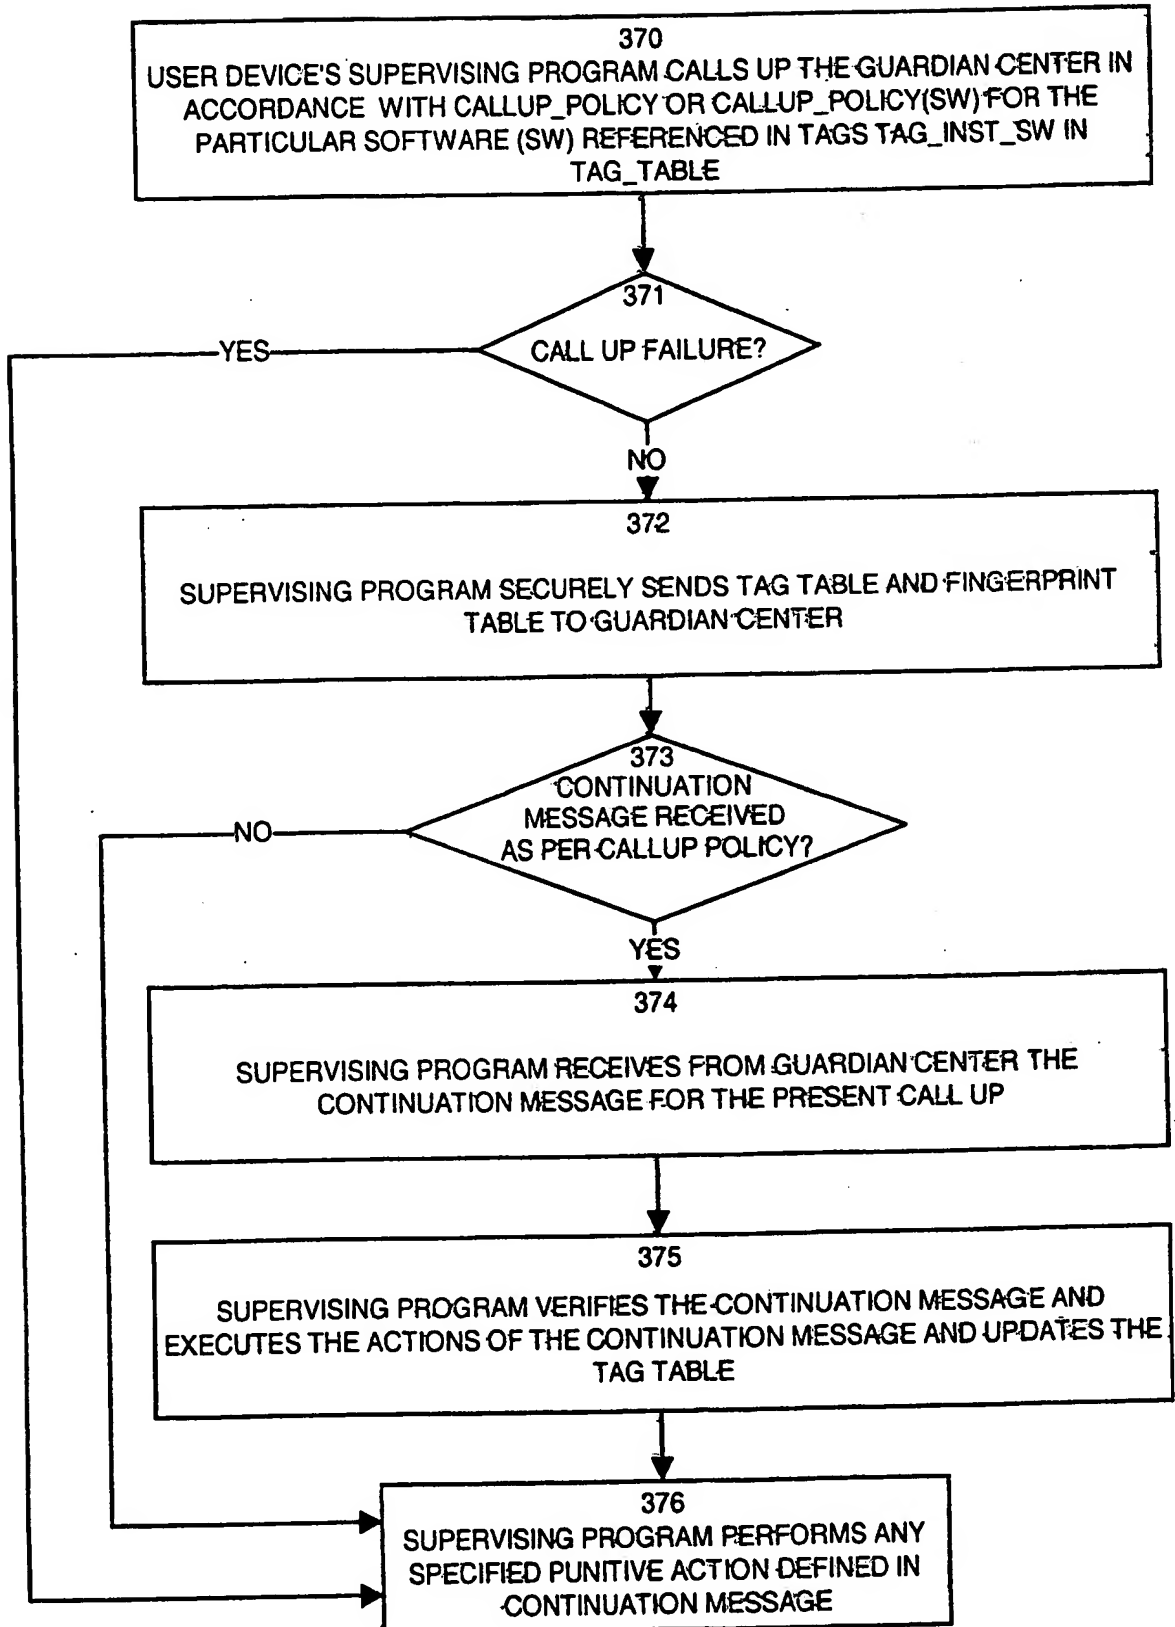 370
USER DEVICE'S SUPERVISING PROGRAM CALLS UP THE GUARDIAN CENTER IN
ACCORDANCE WITH CALLUP_POLICY OR CALLUP_POLICY(SW) FOR THE
PARTICULAR SOFTWARE (SW) REFERENCED IN TAGS TAG_INST_SW IN
TAG_TABLE
371
CALL UP FAILURE?
YES
NO
372
SUPERVISING PROGRAM SECURELY SENDS TAG TABLE AND FINGERPRINT
TABLE TO GUARDIAN CENTER
373
CONTINUATION
MESSAGE RECEIVED
AS PER CALLUP POLICY?
NO
YES
374
SUPERVISING PROGRAM RECEIVES FROM GUARDIAN CENTER THE
CONTINUATION MESSAGE FOR THE PRESENT CALL UP
375
SUPERVISING PROGRAM VERIFIES THE CONTINUATION MESSAGE AND
EXECUTES THE ACTIONS OF THE CONTINUATION MESSAGE AND UPDATES THE
TAG TABLE
376
SUPERVISING PROGRAM PERFORMS ANY
SPECIFIED PUNITIVE ACTION DEFINED IN
CONTINUATION MESSAGE